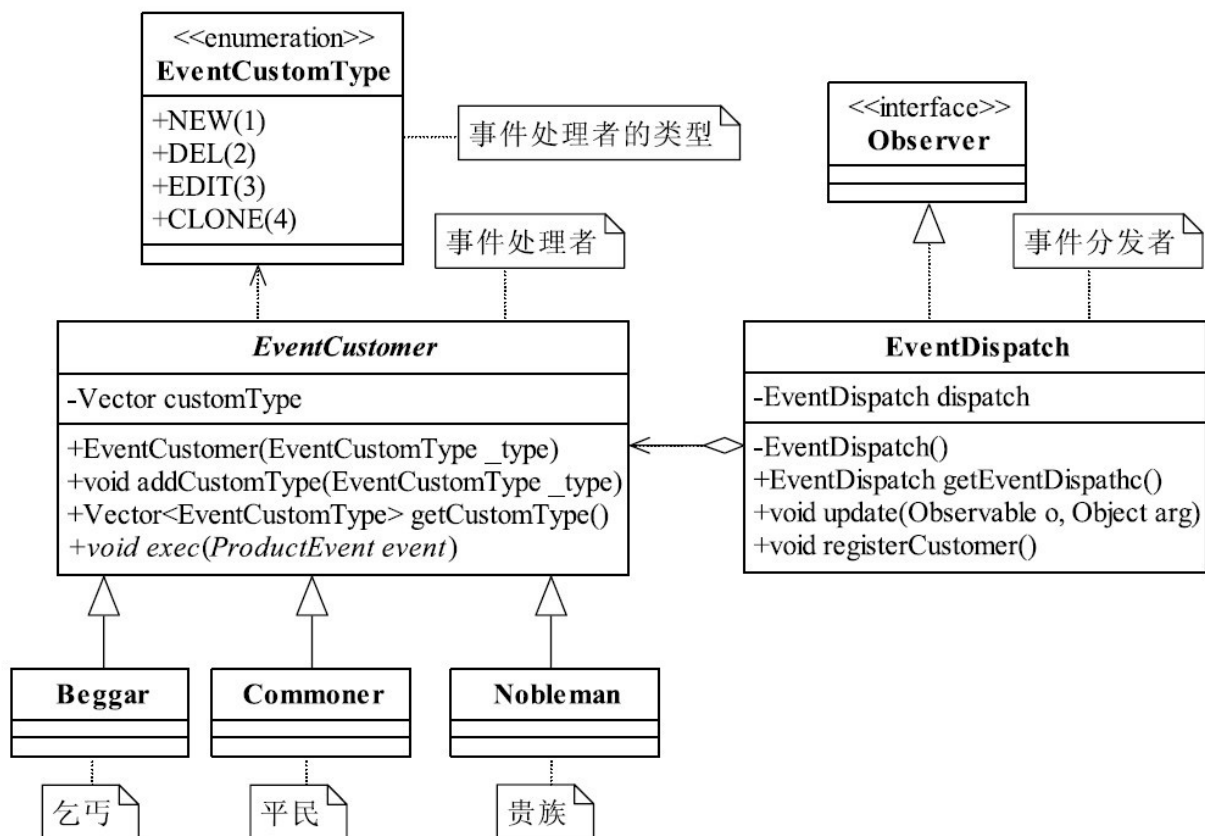 <<enumeration>>
EventCustomType
+NEW(1)
+DEL(2)
+EDIT(3)
+CLONE(4)
事件处理者的类型
<<interface>>
Observer
事件处理者
事件分发者
EventCustomer
-Vector customType
+EventCustomer(EventCustomType _type)
+void addCustomType(EventCustomType _type)
+Vector<EventCustomType> getCustomType()
+void exec(ProductEvent event)
EventDispatch
-EventDispatch dispatch
-EventDispatch()
+EventDispatch getEventDispathc()
+void update(Observable o, Object arg)
+void registerCustomer()
Beggar
Commoner
Nobleman
乞丐
平民
贵族